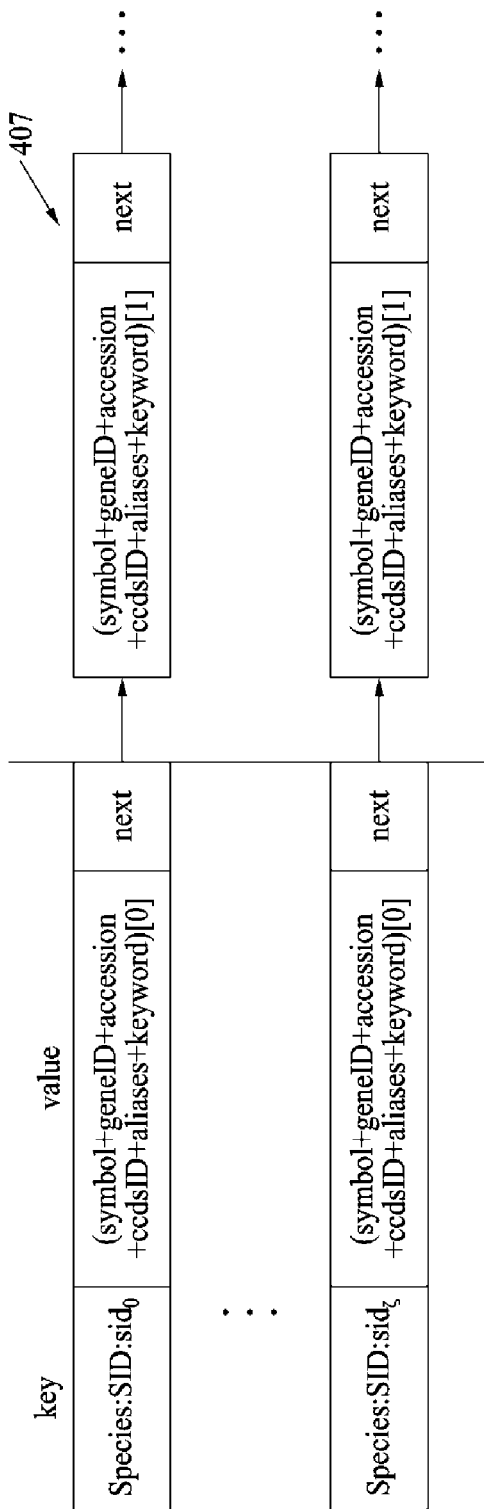 407
key
value
Species:SID:sid₀
(symbol+geneID+accession
+ccdsID+aliases+keyword)[0]
next
(symbol+geneID+accession
+ccdsID+aliases+keyword)[1]
next
• • •
• • •
Species:SID:sidζ
(symbol+geneID+accession
+ccdsID+aliases+keyword)[0]
next
(symbol+geneID+accession
+ccdsID+aliases+keyword)[1]
next
• • •